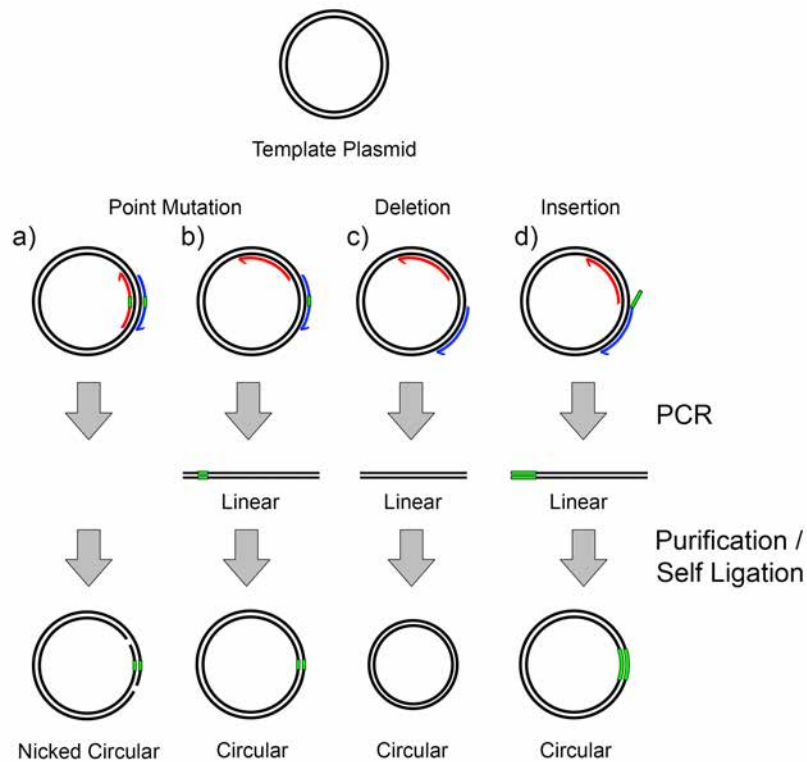 Template Plasmid
Point Mutation Deletion Insertion
a) b) c) d)
PCR
Linear Linear Linear
Purification /
Self Ligation
Nicked Circular Circular Circular Circular